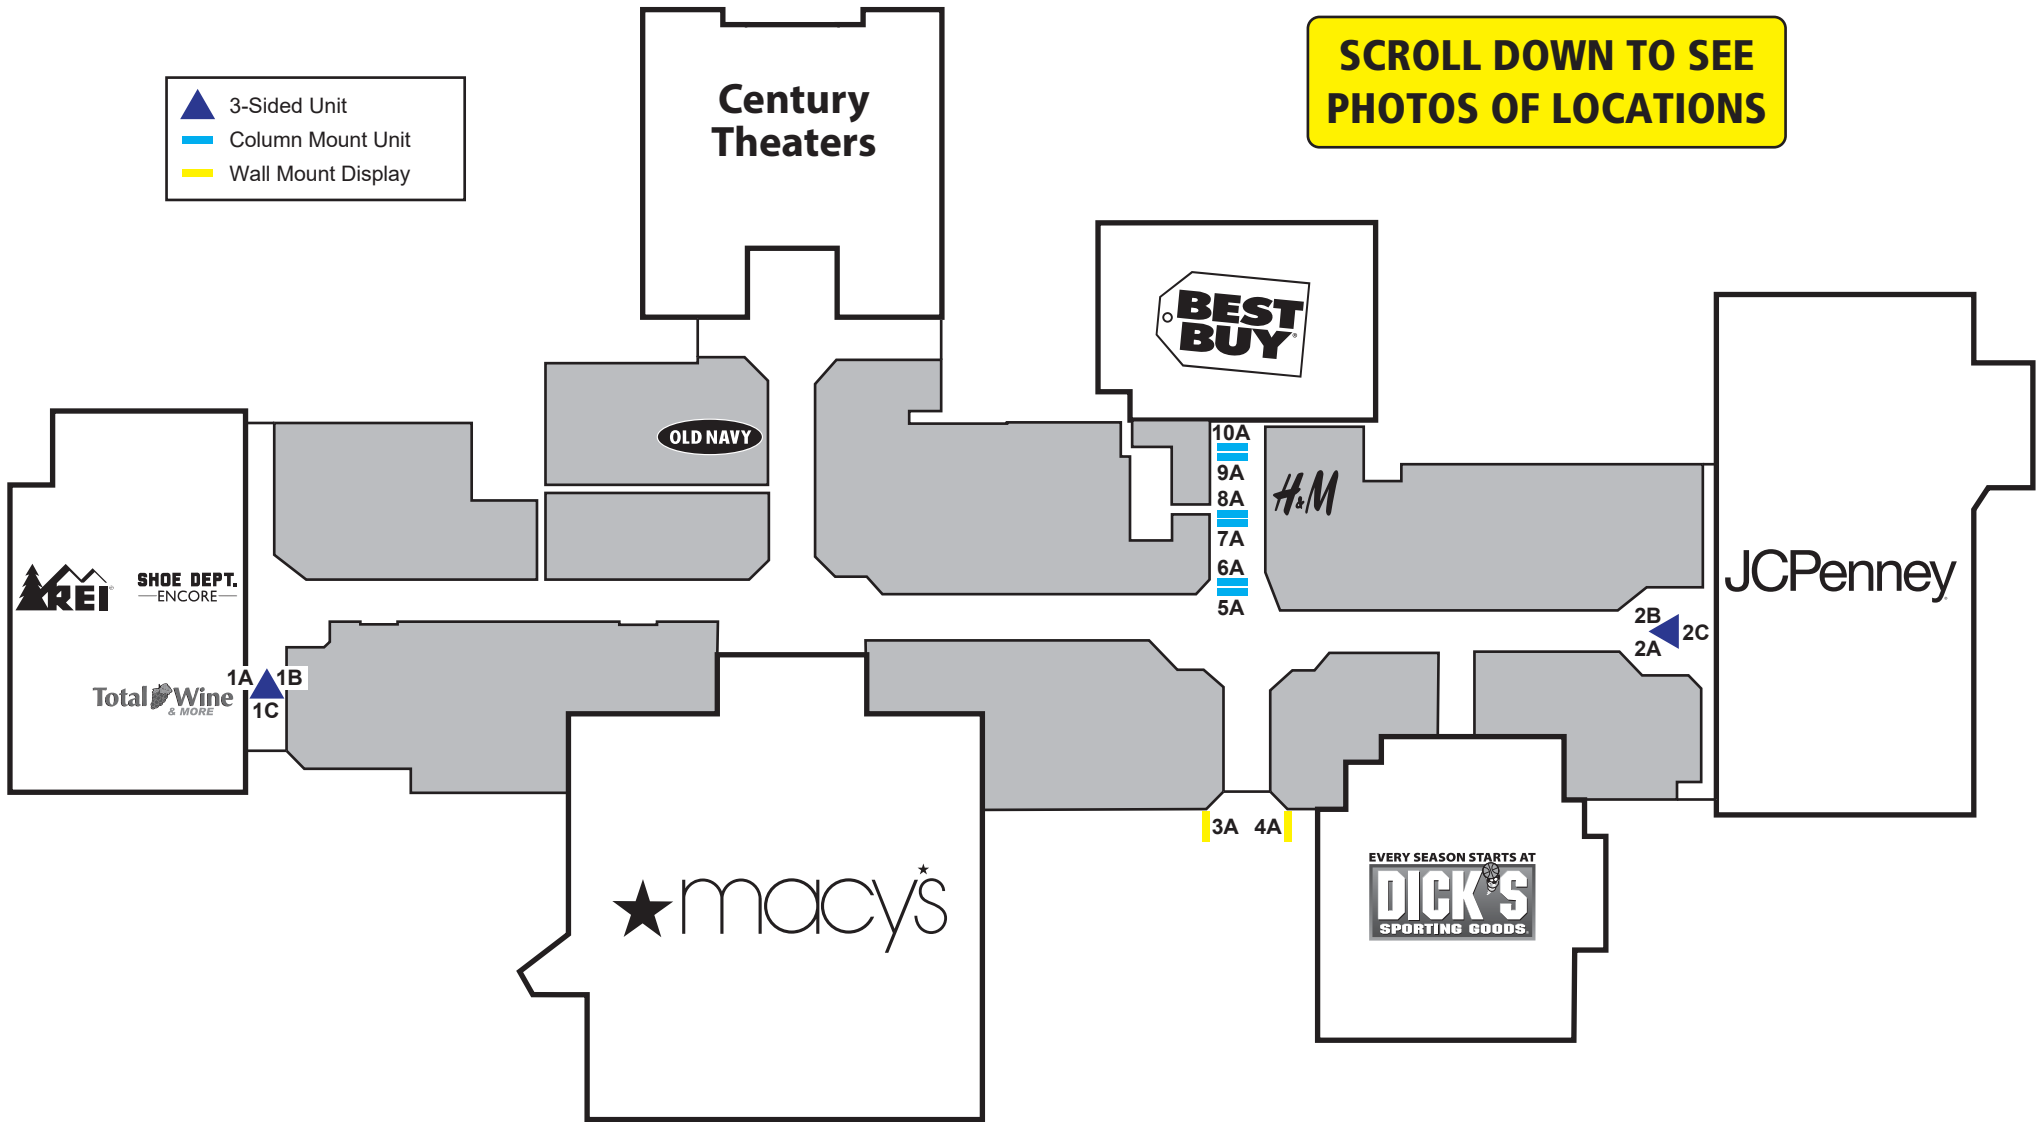 SCROLL DOWN TO SEE
PHOTOS OF LOCATIONS
3-Sided Unit
Column Mount Unit
Wall Mount Display
Century
Theaters
BEST
BUY
OLD NAVY
10A
9A
8A
7A
6A
5A
H&M
REI
SHOE DEPT.
ENCORE
JCPenney
2B
2C
2A
1A
1B
1C
Total Wine
& MORE
3A
4A
macy's
EVERY SEASON STARTS AT
DICK'S
SPORTING GOODS